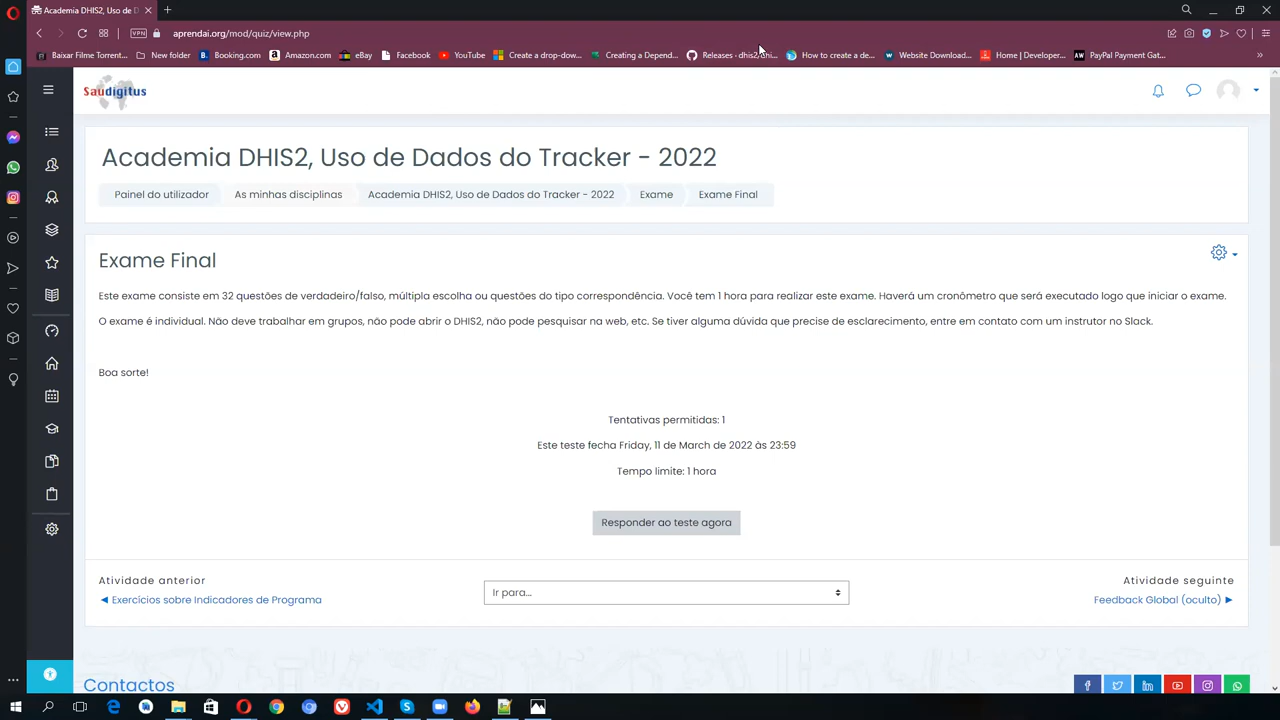 Academia DHIS2, Uso de D
aprendai.org/mod/quiz/view.php
VPN
Baixar Filme Torrent...
New folder
Booking.com
Amazon.com
eBay
Facebook
YouTube
Create a drop-dow...
Creating a Depend...
Releases - dhis2/dhi...
How to create a de...
Website Download...
Home | Developer...
PayPal Payment Gat...
Saudigitus
Academia DHIS2, Uso de Dados do Tracker - 2022
Painel do utilizador
As minhas disciplinas
Academia DHIS2, Uso de Dados do Tracker - 2022
Exame
Exame Final
Exame Final
Este exame consiste em 32 questões de verdadeiro/falso, múltipla escolha ou questões do tipo correspondência. Você tem 1 hora para realizar este exame. Haverá um cronômetro que será executado logo que iniciar o exame.
O exame é individual. Não deve trabalhar em grupos, não pode abrir o DHIS2, não pode pesquisar na web, etc. Se tiver alguma dúvida que precise de esclarecimento, entre em contato com um instrutor no Slack.
Boa sorte!
Tentativas permitidas: 1
Este teste fecha Friday, 11 de March de 2022 às 23:59
Tempo limite: 1 hora
Responder ao teste agora
Atividade anterior
◄ Exercícios sobre Indicadores de Programa
Ir para...
Atividade seguinte
Feedback Global (oculto) ►
Contactos